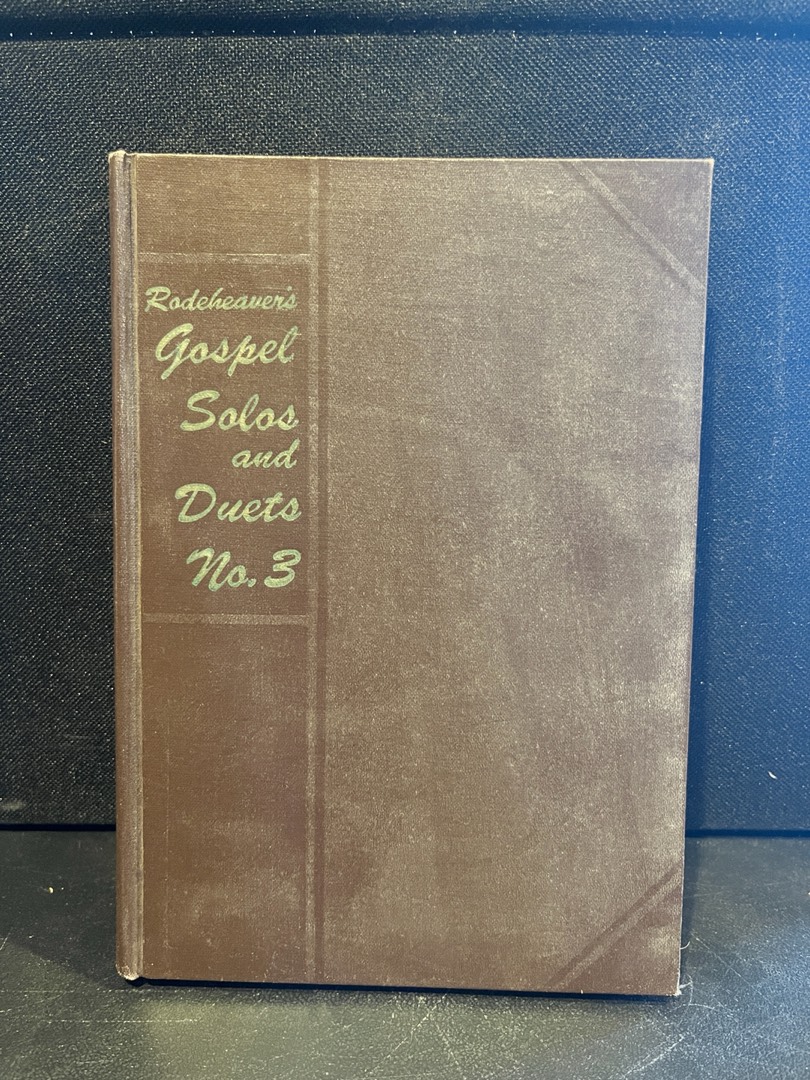 Rodeheaver's
Gospel
Solos
and
Duets
No. 3